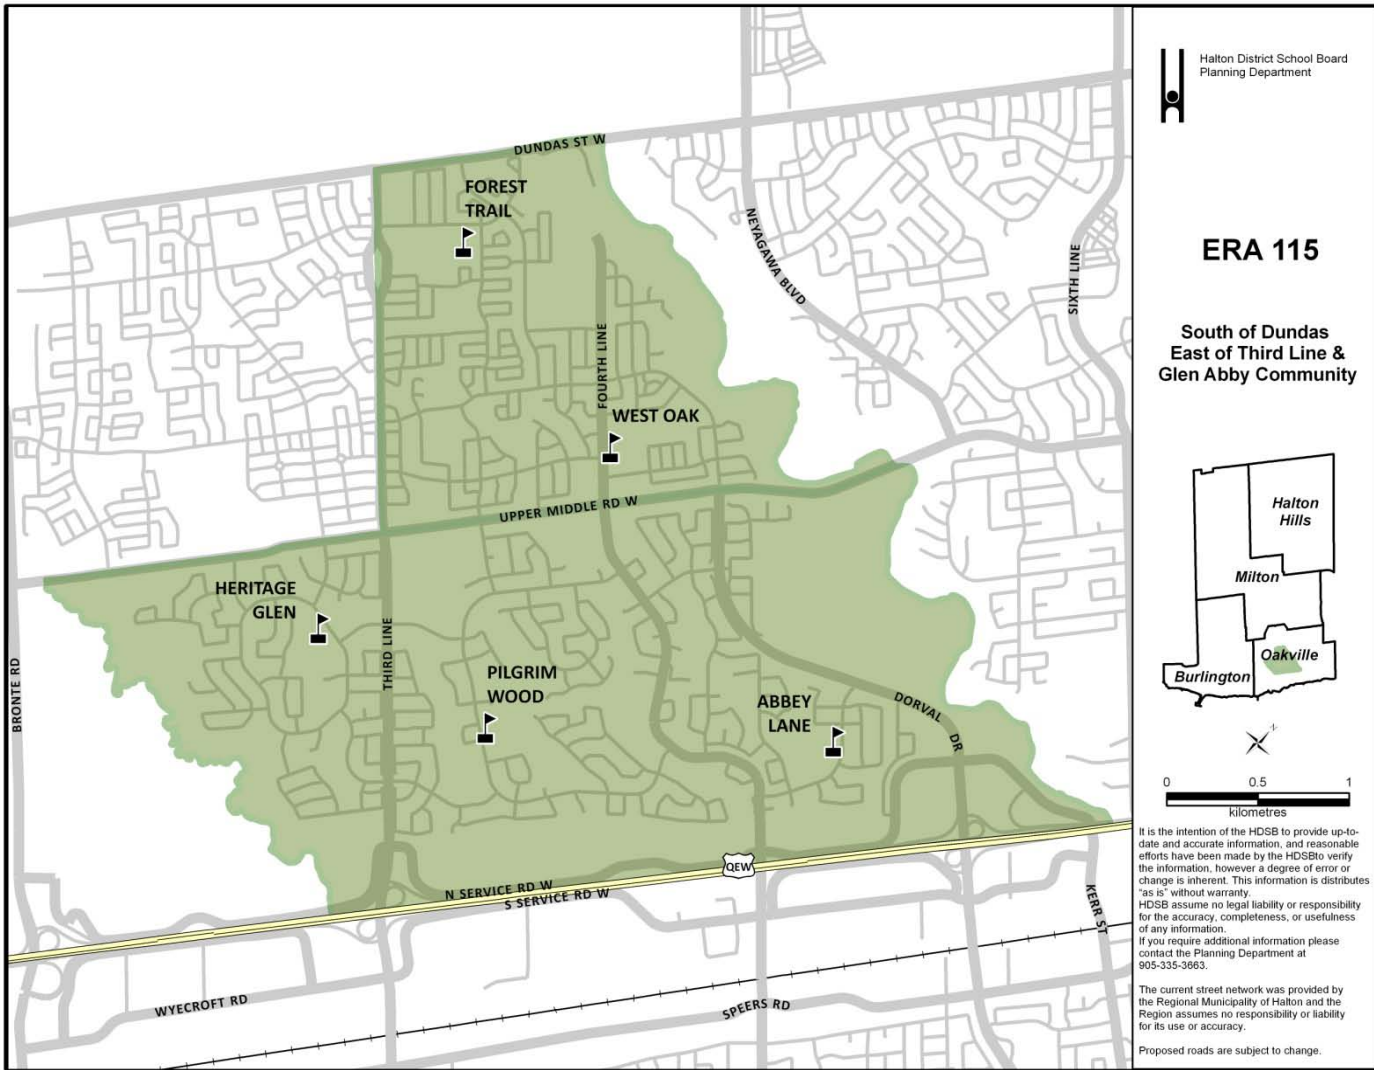 DUNDAS ST W
FOREST
TRAIL
NEYAGAWA BLVD
SIXTH LINE
FOURTH LINE
WEST OAK
UPPER MIDDLE RD W
HERITAGE
GLEN
THIRD LINE
BRONTE RD
PILGRIM
WOOD
ABBEY
LANE
DORVAL
DR
QEW
N SERVICE RD W
S SERVICE RD W
KERR ST
WYECROFT RD
SPEERS RD
Halton District School Board
Planning Department
ERA 115
South of Dundas
East of Third Line &
Glen Abby Community
Halton
Hills
Milton
Oakville
Burlington
N
0 0.5 1
kilometres
It is the intention of the HDSB to provide up-to-
date and accurate information, and reasonable
efforts have been made by the HDSBto verify
the information, however a degree of error or
change is inherent. This information is distributes
"as is" without warranty.
HDSB assume no legal liability or responsibility
for the accuracy, completeness, or usefulness
of any information.
If you require additional information please
contact the Planning Department at
905-335-3663.
The current street network was provided by
the Regional Municipality of Halton and the
Region assumes no responsibility or liability
for its use or accuracy.
Proposed roads are subject to change.